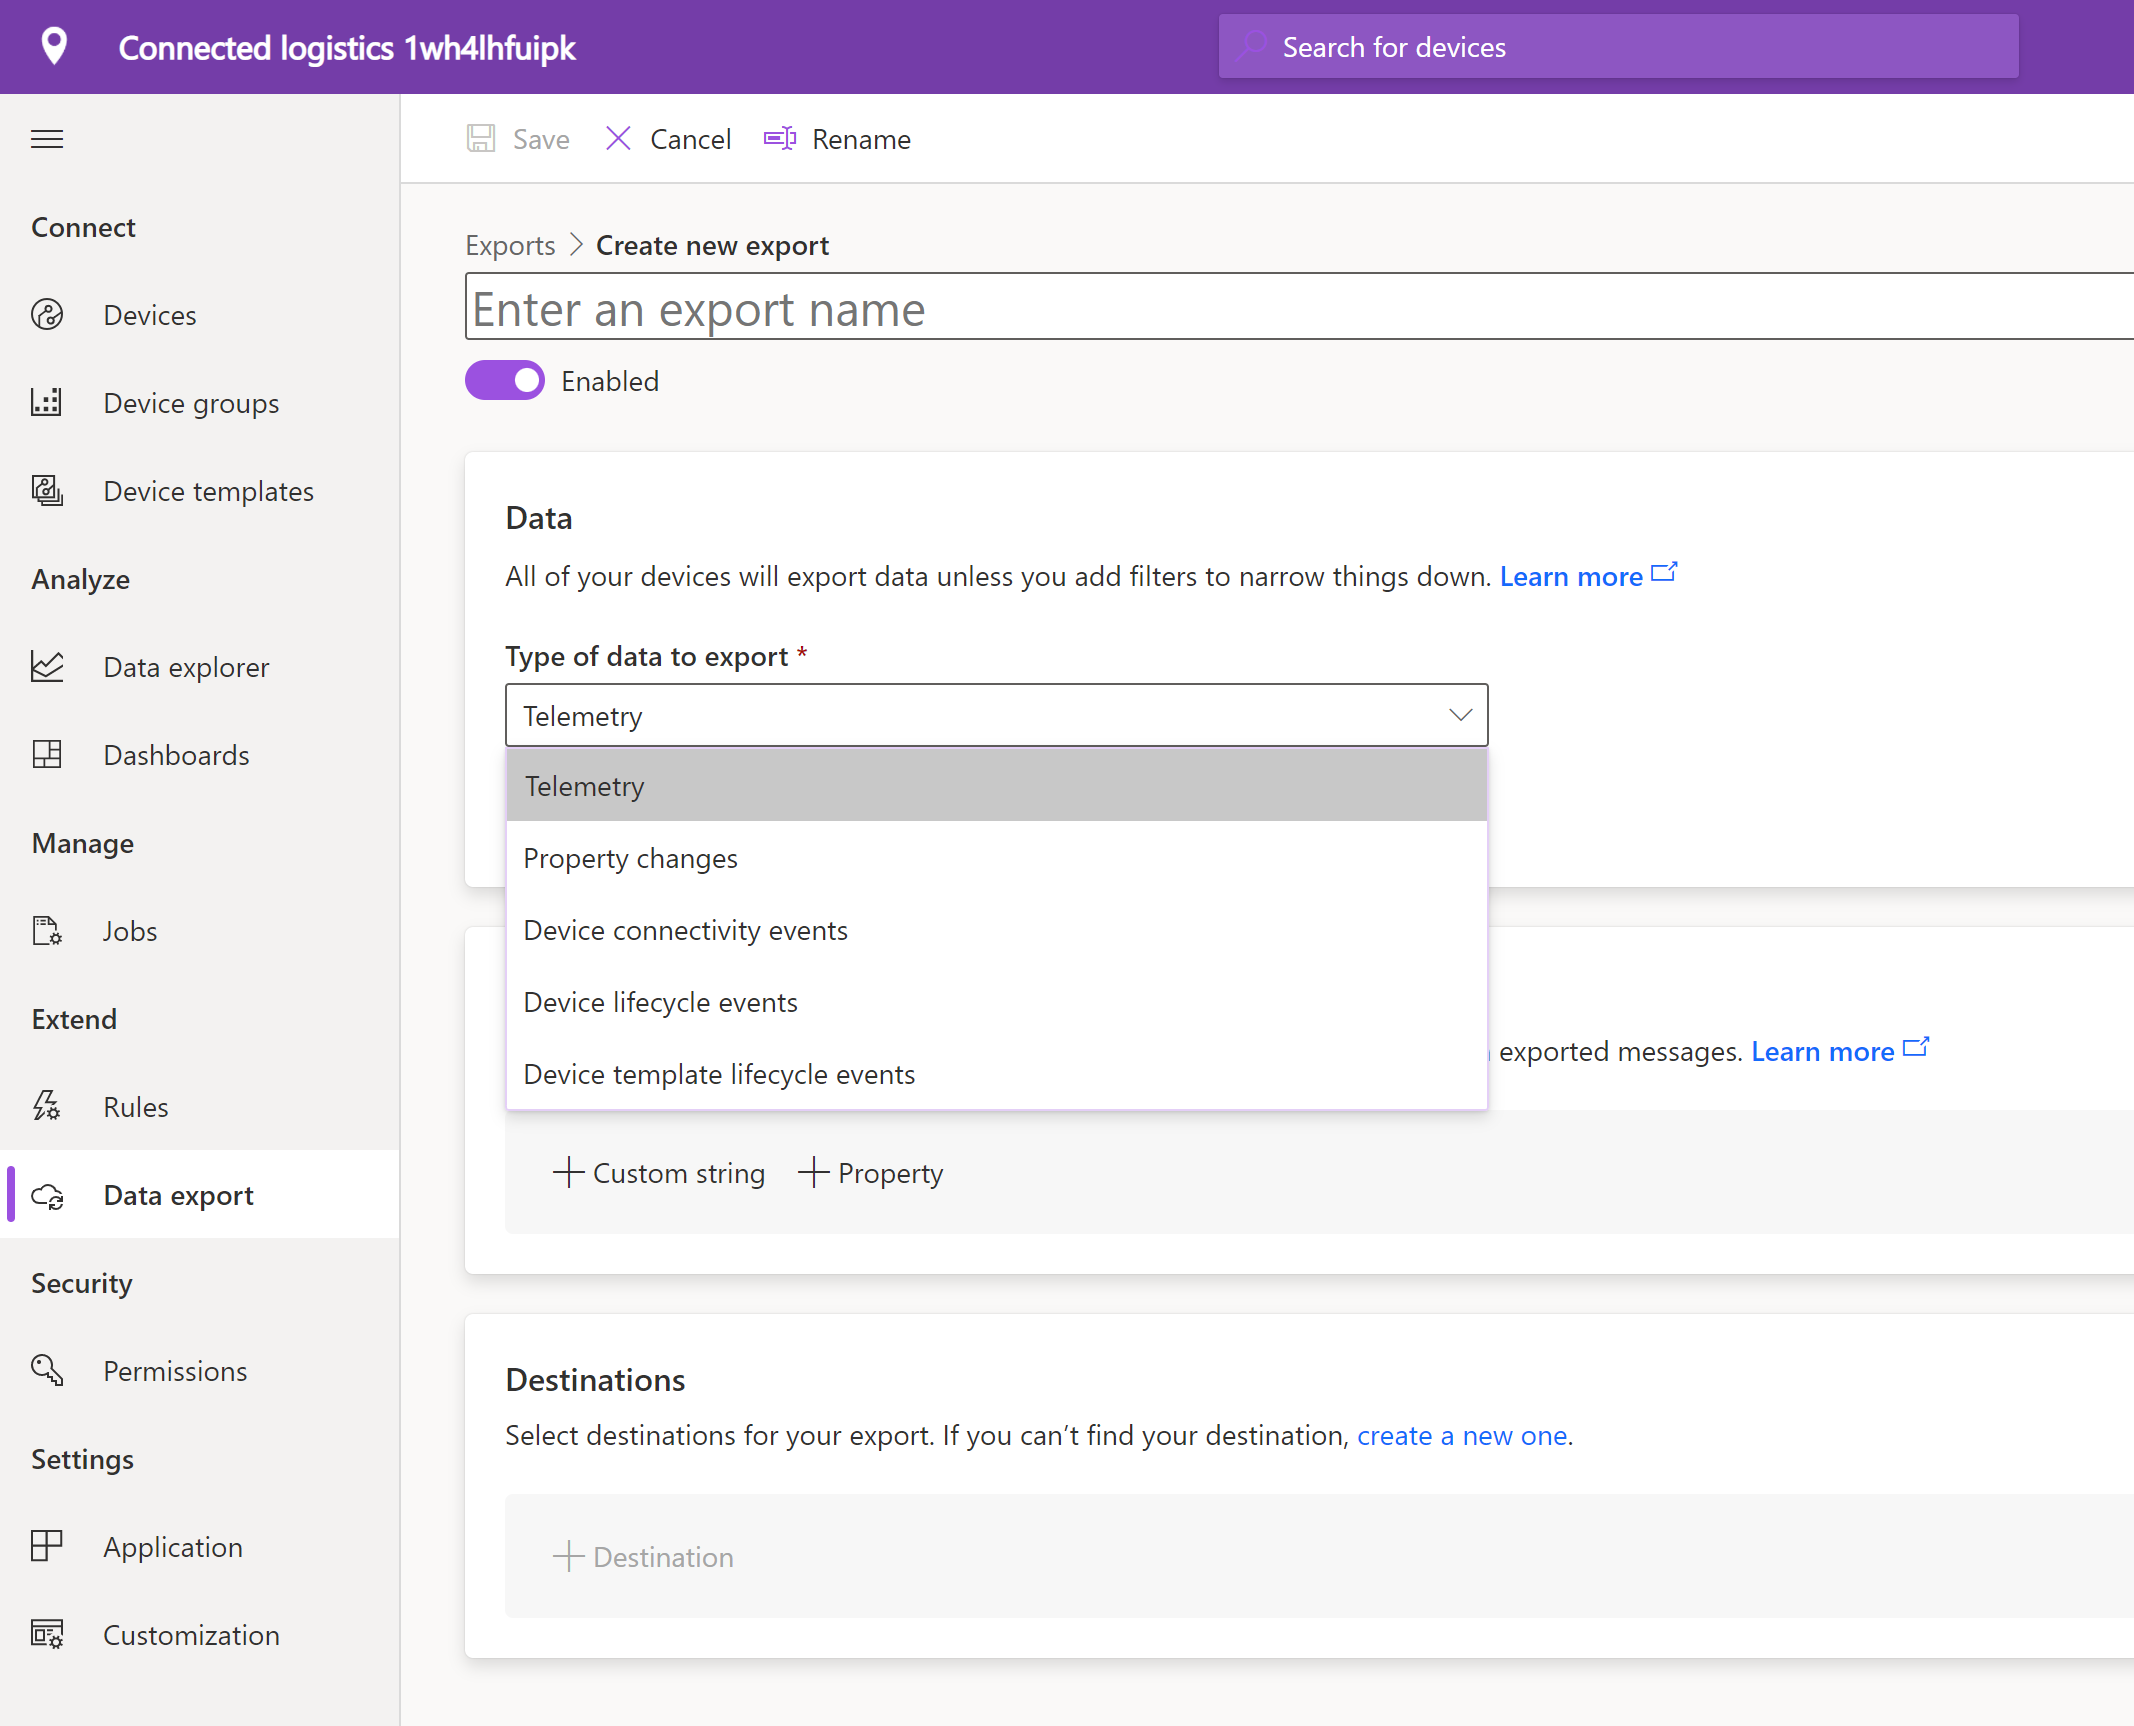 Connected logistics 1wh4lhfuipk
Search for devices
Save
Cancel
Rename
Connect
Devices
Device groups
Device templates
Analyze
Data explorer
Dashboards
Manage
Jobs
Extend
Rules
Data export
Security
Permissions
Settings
Application
Customization
Exports > Create new export
Enter an export name
Enabled
Data
All of your devices will export data unless you add filters to narrow things down. Learn more
Type of data to export *
Telemetry
Telemetry
Property changes
Device connectivity events
Device lifecycle events
Device template lifecycle events
exported messages. Learn more
+ Custom string
+ Property
Destinations
Select destinations for your export. If you can’t find your destination, create a new one.
+ Destination